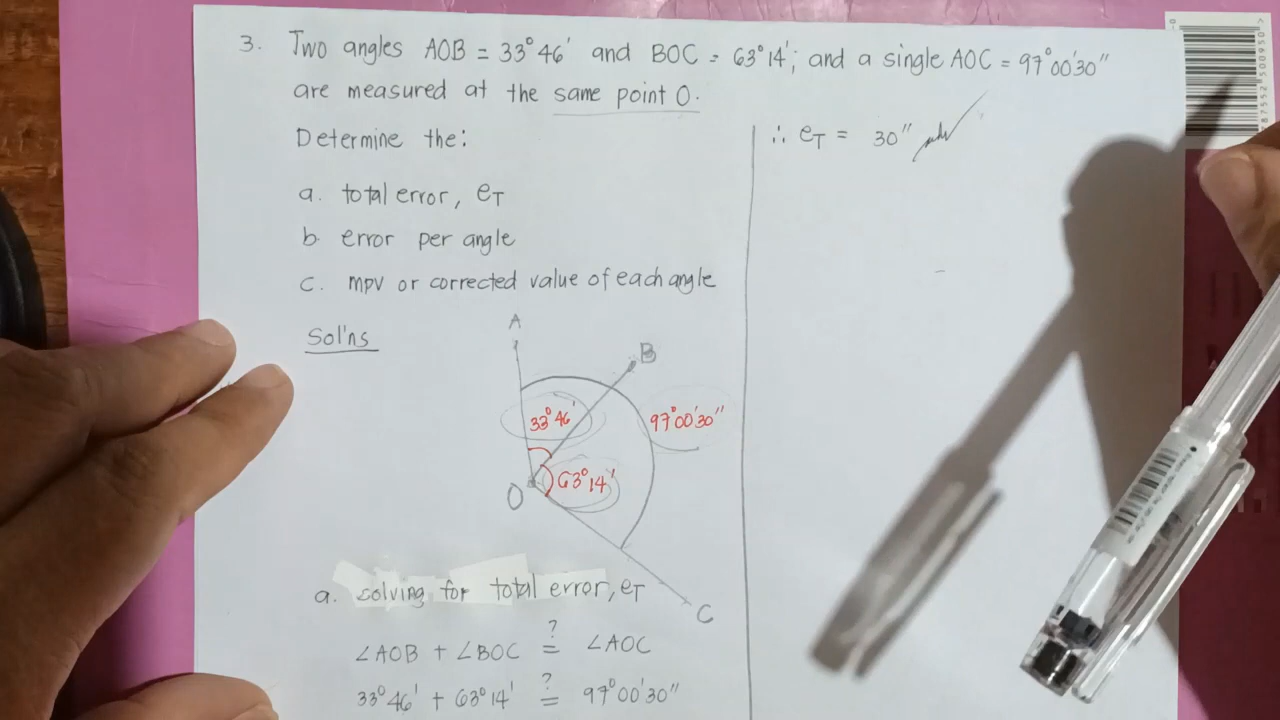 3. Two angles AOB = 33°46' and BOC = 63°14'; and a single AOC = 97°00'30"
are measured at the same point O.
Determine the:
a. total error, eT
b. error per angle
c. mpv or corrected value of each angle
Sol'ns
A
B
33°46'
97°00'30"
63°14'
O
C
a. solving for total error, eT
∠AOB + ∠BOC ?= ∠AOC
33°46' + 63°14' ?= 97°00'30"
∴ eT = 30"